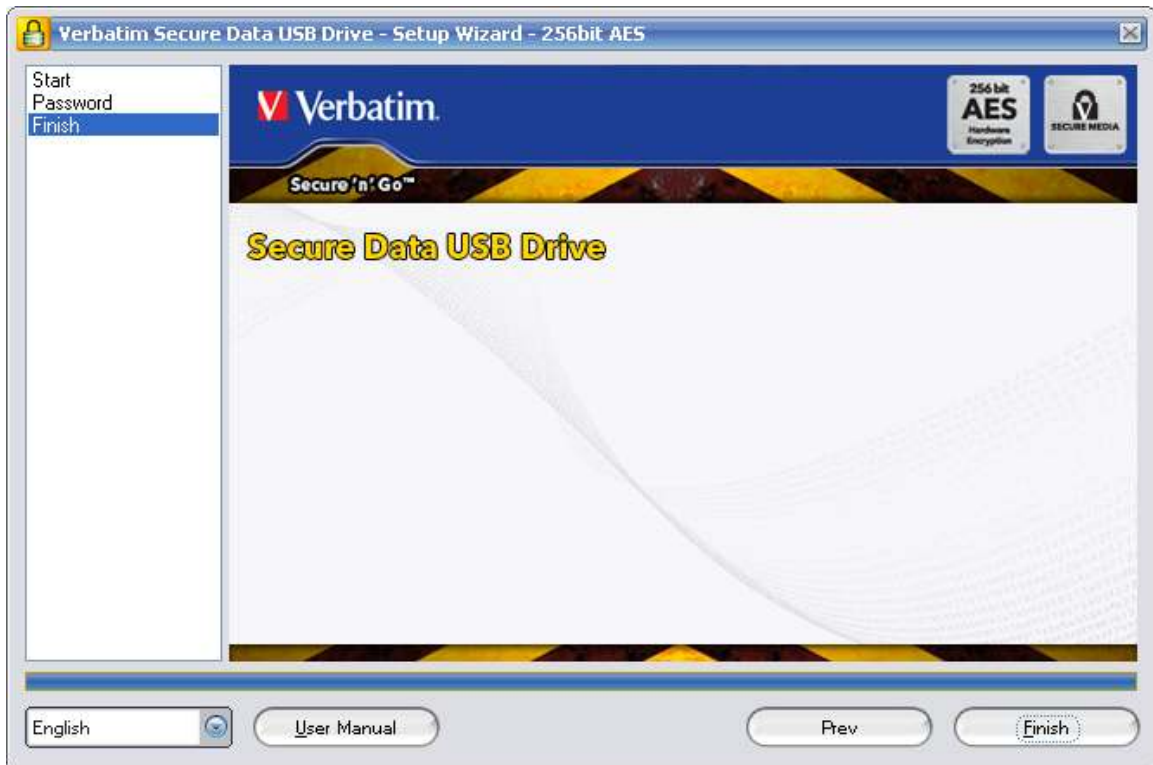 Verbatim Secure Data USB Drive - Setup Wizard - 256bit AES
Start
Password
Finish
Verbatim.
256 bit
AES
Hardware
Encryption
SECURE MEDIA
Secure 'n' Go™
Secure Data USB Drive
English
User Manual
Prev
Finish